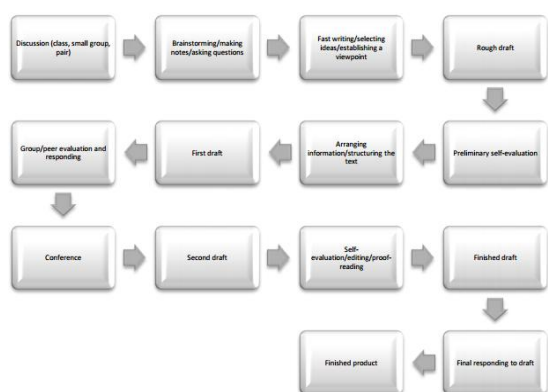 Discussion (class, small group,
pair)
Brainstorming/making
notes/asking questions
Fast writing/selecting
ideas/establishing a
viewpoint
Rough draft
Preliminary self-evaluation
Arranging
information/structuring the
text
First draft
Group/peer evaluation and
responding
Conference
Second draft
Self-
evaluation/editing/proof-
reading
Finished draft
Final responding to draft
Finished product